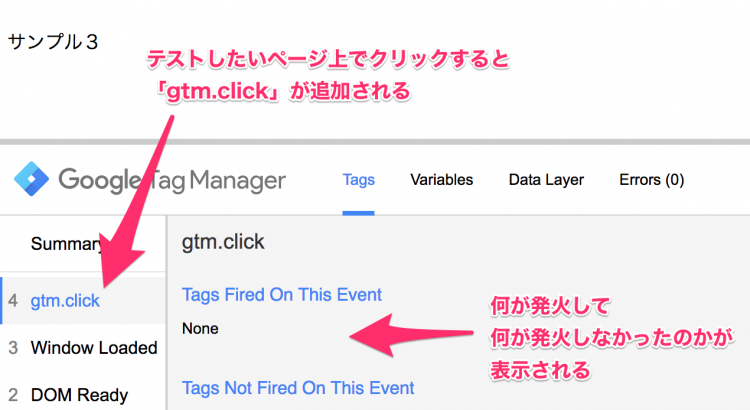 サンプル３
テストしたいページ上でクリックすると
「gtm.click」が追加される
Google Tag Manager
Tags
Variables
Data Layer
Errors (0)
Summary
gtm.click
4 gtm.click
Tags Fired On This Event
None
何が発火して
何が発火しなかったのかが
表示される
3 Window Loaded
2 DOM Ready
Tags Not Fired On This Event